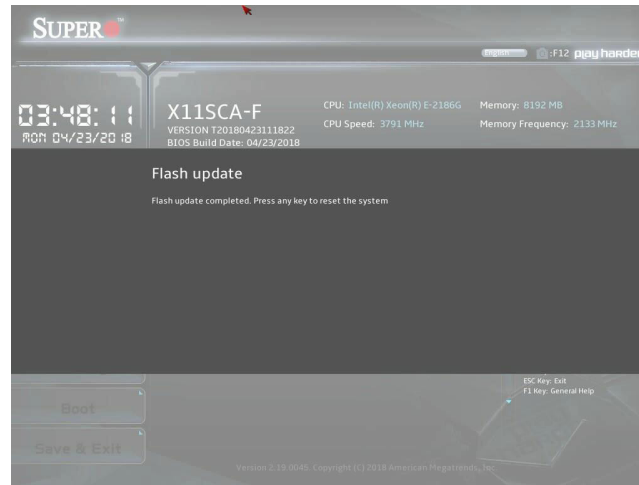 SUPER
English :F12 play harder
03:48:11
MON 04/23/2018
X11SCA-F
VERSION T20180423111822
BIOS Build Date: 04/23/2018
CPU: Intel(R) Xeon(R) E-2186G
CPU Speed: 3791 MHz
Memory: 8192 MB
Memory Frequency: 2133 MHz
Flash update
Flash update completed. Press any key to reset the system
ESC Key: Exit
F1 Key: General Help
Boot
Save & Exit
Version 2.19.0045. Copyright (C) 2018 American Megatrends, Inc.